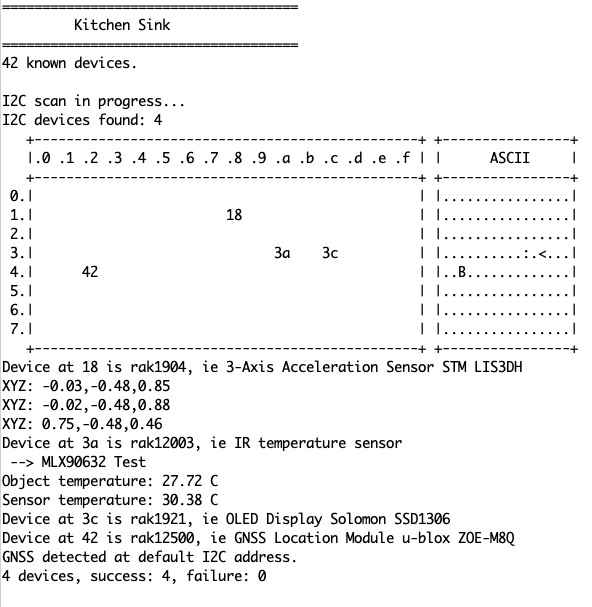 =====================================
         Kitchen Sink
=====================================
42 known devices.

I2C scan in progress...
I2C devices found: 4
   +------------------------------------------------+ +----------------+
   |.0 .1 .2 .3 .4 .5 .6 .7 .8 .9 .a .b .c .d .e .f | |      ASCII     |
   +------------------------------------------------+ +----------------+
 0.|                                                | |................|
 1.|                        18                      | |................|
 2.|                                                | |................|
 3.|                              3a    3c          | |..........:.<...|
 4.|      42                                        | |..B.............|
 5.|                                                | |................|
 6.|                                                | |................|
 7.|                                                | |................|
   +------------------------------------------------+ +----------------+
Device at 18 is rak1904, ie 3-Axis Acceleration Sensor STM LIS3DH
XYZ: -0.03,-0.48,0.85
XYZ: -0.02,-0.48,0.88
XYZ: 0.75,-0.48,0.46
Device at 3a is rak12003, ie IR temperature sensor
 --> MLX90632 Test
Object temperature: 27.72 C
Sensor temperature: 30.38 C
Device at 3c is rak1921, ie OLED Display Solomon SSD1306
Device at 42 is rak12500, ie GNSS Location Module u-blox ZOE-M8Q
GNSS detected at default I2C address.
4 devices, success: 4, failure: 0